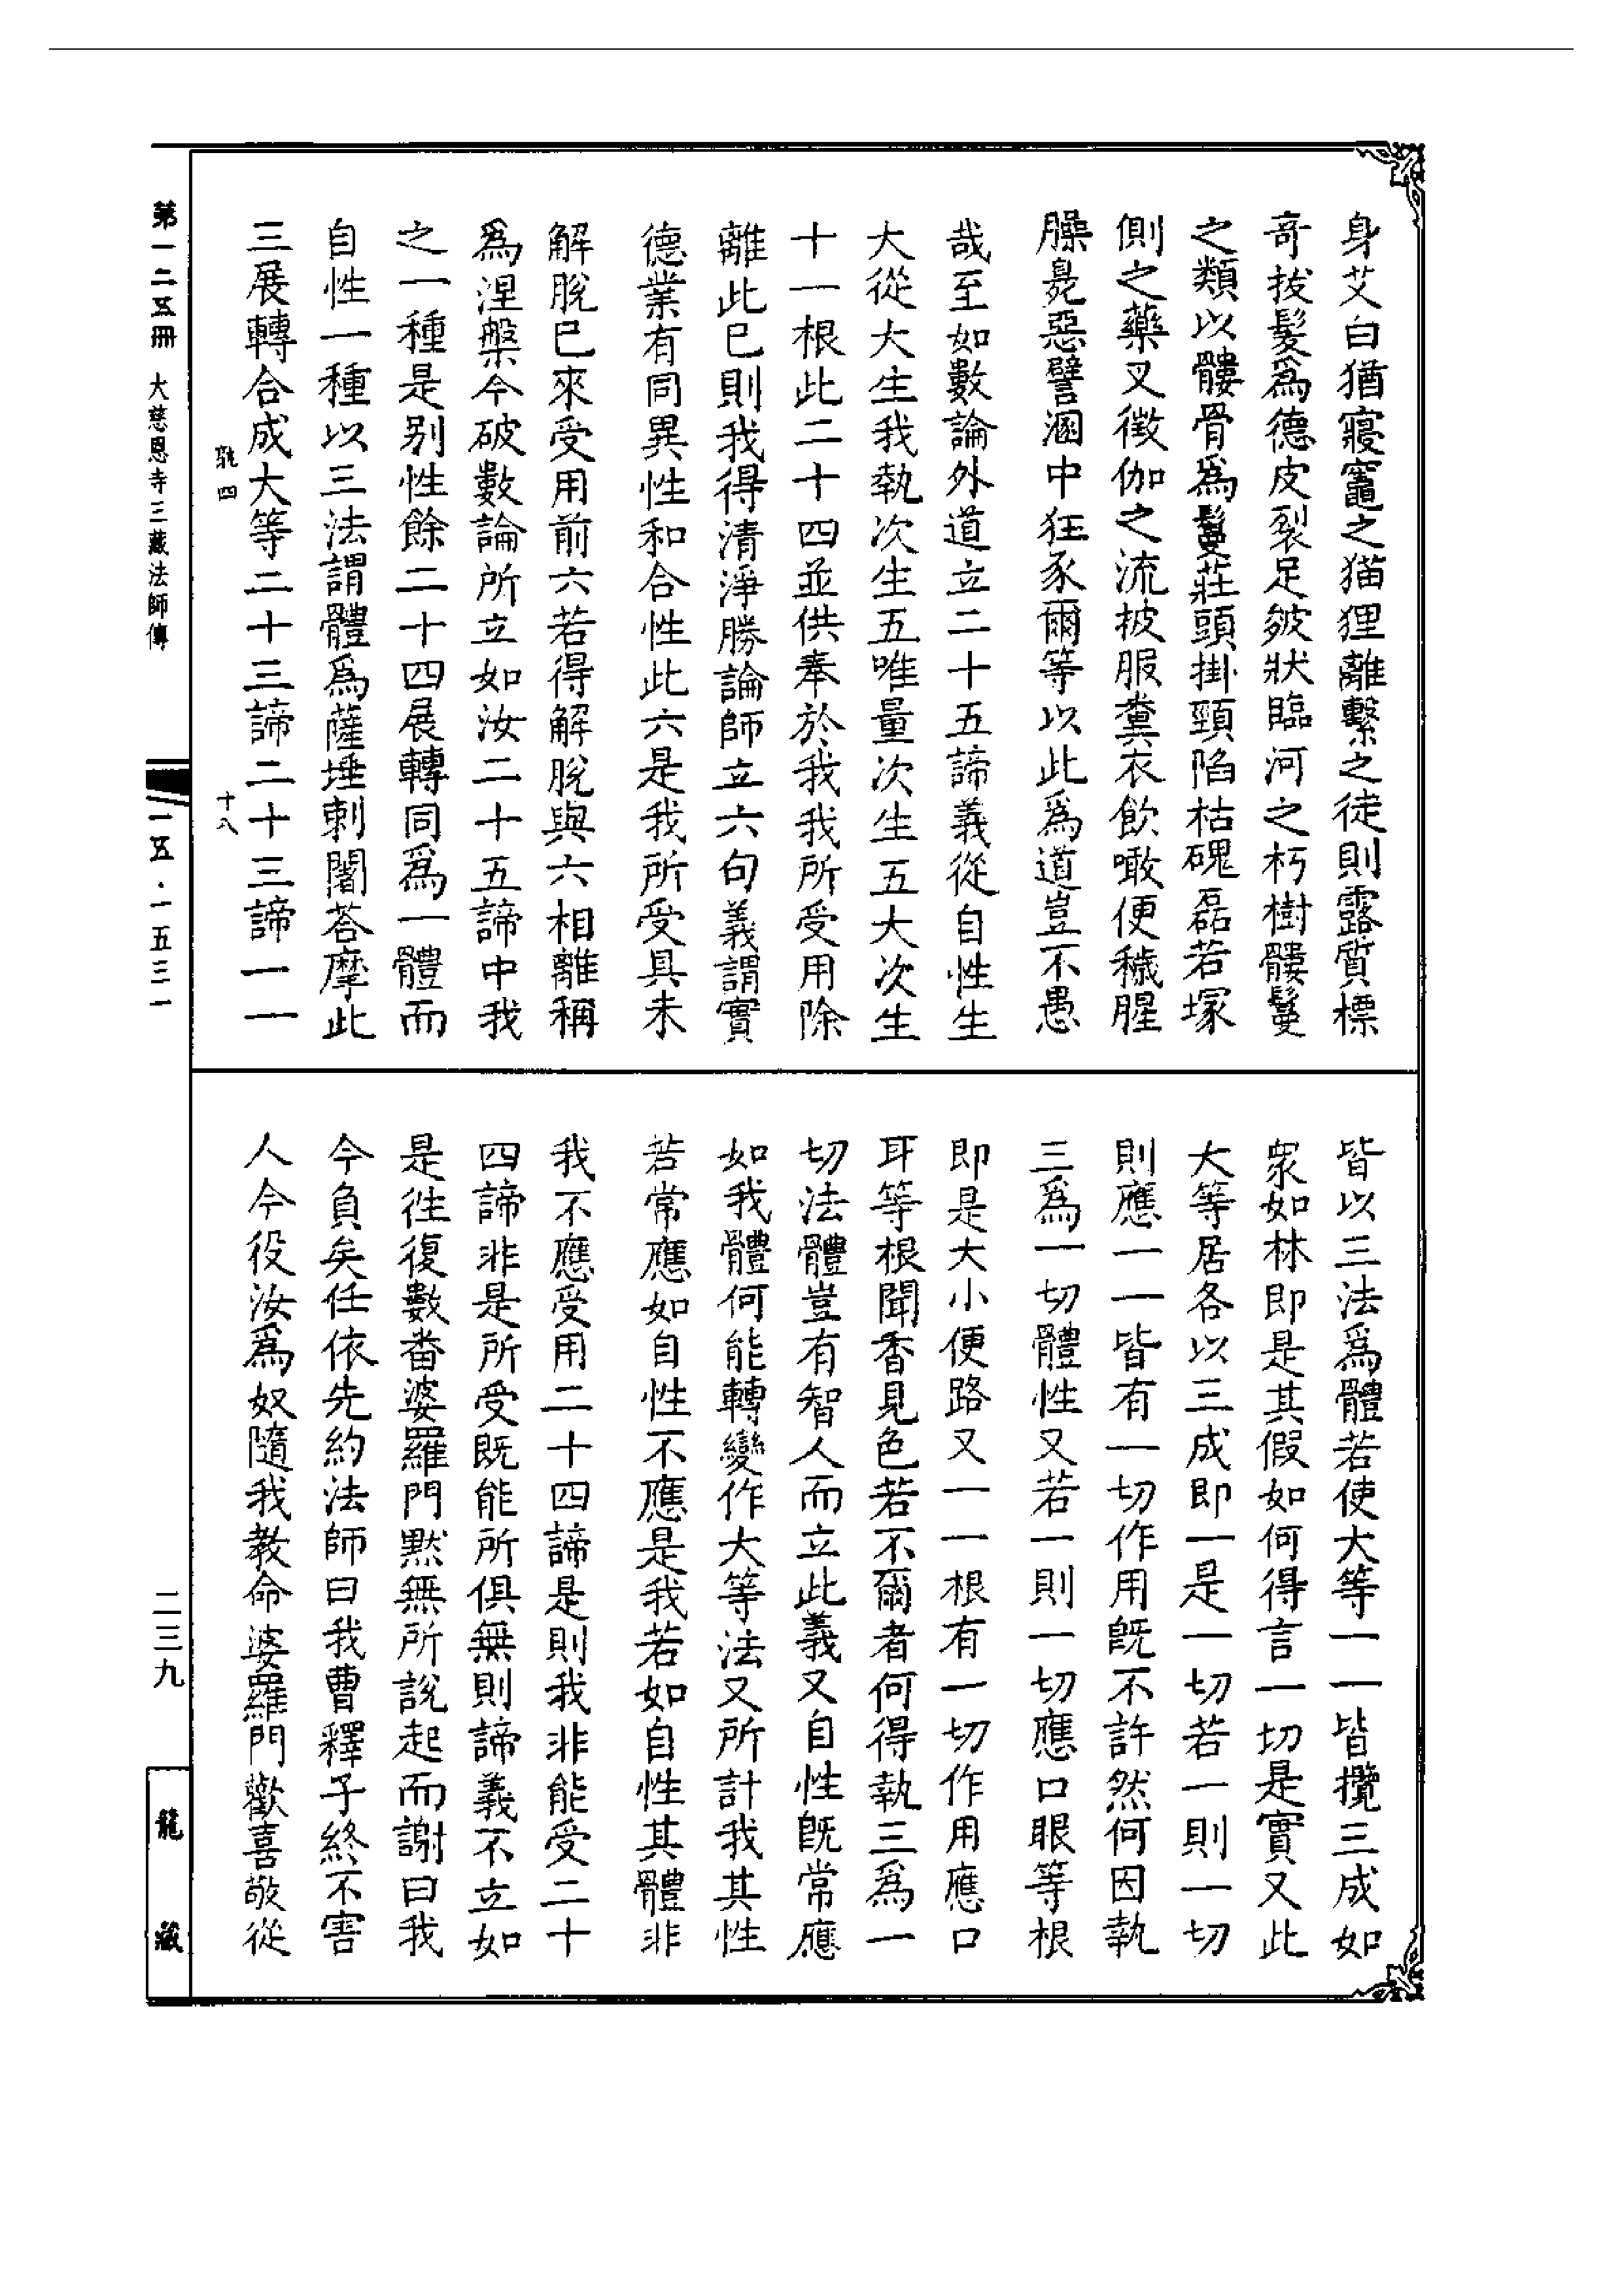 身艾白猶寢竈之猫狸離繫之徒則露質標
奇拔髮為德皮裂足皴狀臨河之朽樹髏鬘
之類以髏骨為鬘莊頭掛頸陷枯磈磊若塚
側之藥叉徵伽之流披服糞衣飲噉便穢腥
臊臭惡譬溷中狂豕爾等以此為道豈不愚
哉至如數論外道立二十五諦義從自性生
大從大生我執次生五唯量次生五大次生
十一根此二十四並供奉於我我所受用除
離此已則我得清淨勝論師立六句義謂實
德業有同異性和合性此六是我所受具未
解脫已來受用前六若得解脫與六相離稱
為涅槃今破數論所立如汝二十五諦中我
之一種是別性餘二十四展轉同為一體而
自性一種以三法謂體為薩埵剌闍荅摩此
三展轉合成大等二十三諦二十三諦一一
皆以三法為體若使大等一一皆攬三成如
衆如林即是其假如何得言一切是實又此
大等居各以三成即一是一切若一則一切
則應一一皆有一切作用既不許然何因執
三為一切體性又若一則一切應口眼等根
即是大小便路又一一根有一切作用應口
耳等根聞香見色若不爾者何得執三為一
切法體豈有智人而立此義又自性既常應
如我體何能轉變作大等法又所計我其性
若常應如自性不應是我若如自性其體非
我不應受用二十四諦是則我非能受二十
四諦非是所受既能所俱無則諦義不立如
是徃復數番婆羅門默無所說起而謝曰我
今負矣任依先約法師曰我曹釋子終不害
人今役汝為奴隨我教命婆羅門歡喜敬從
四
十八
第一二五冊 大慈恩寺三藏法師傳
一五·一五三一
二三九
龍藏